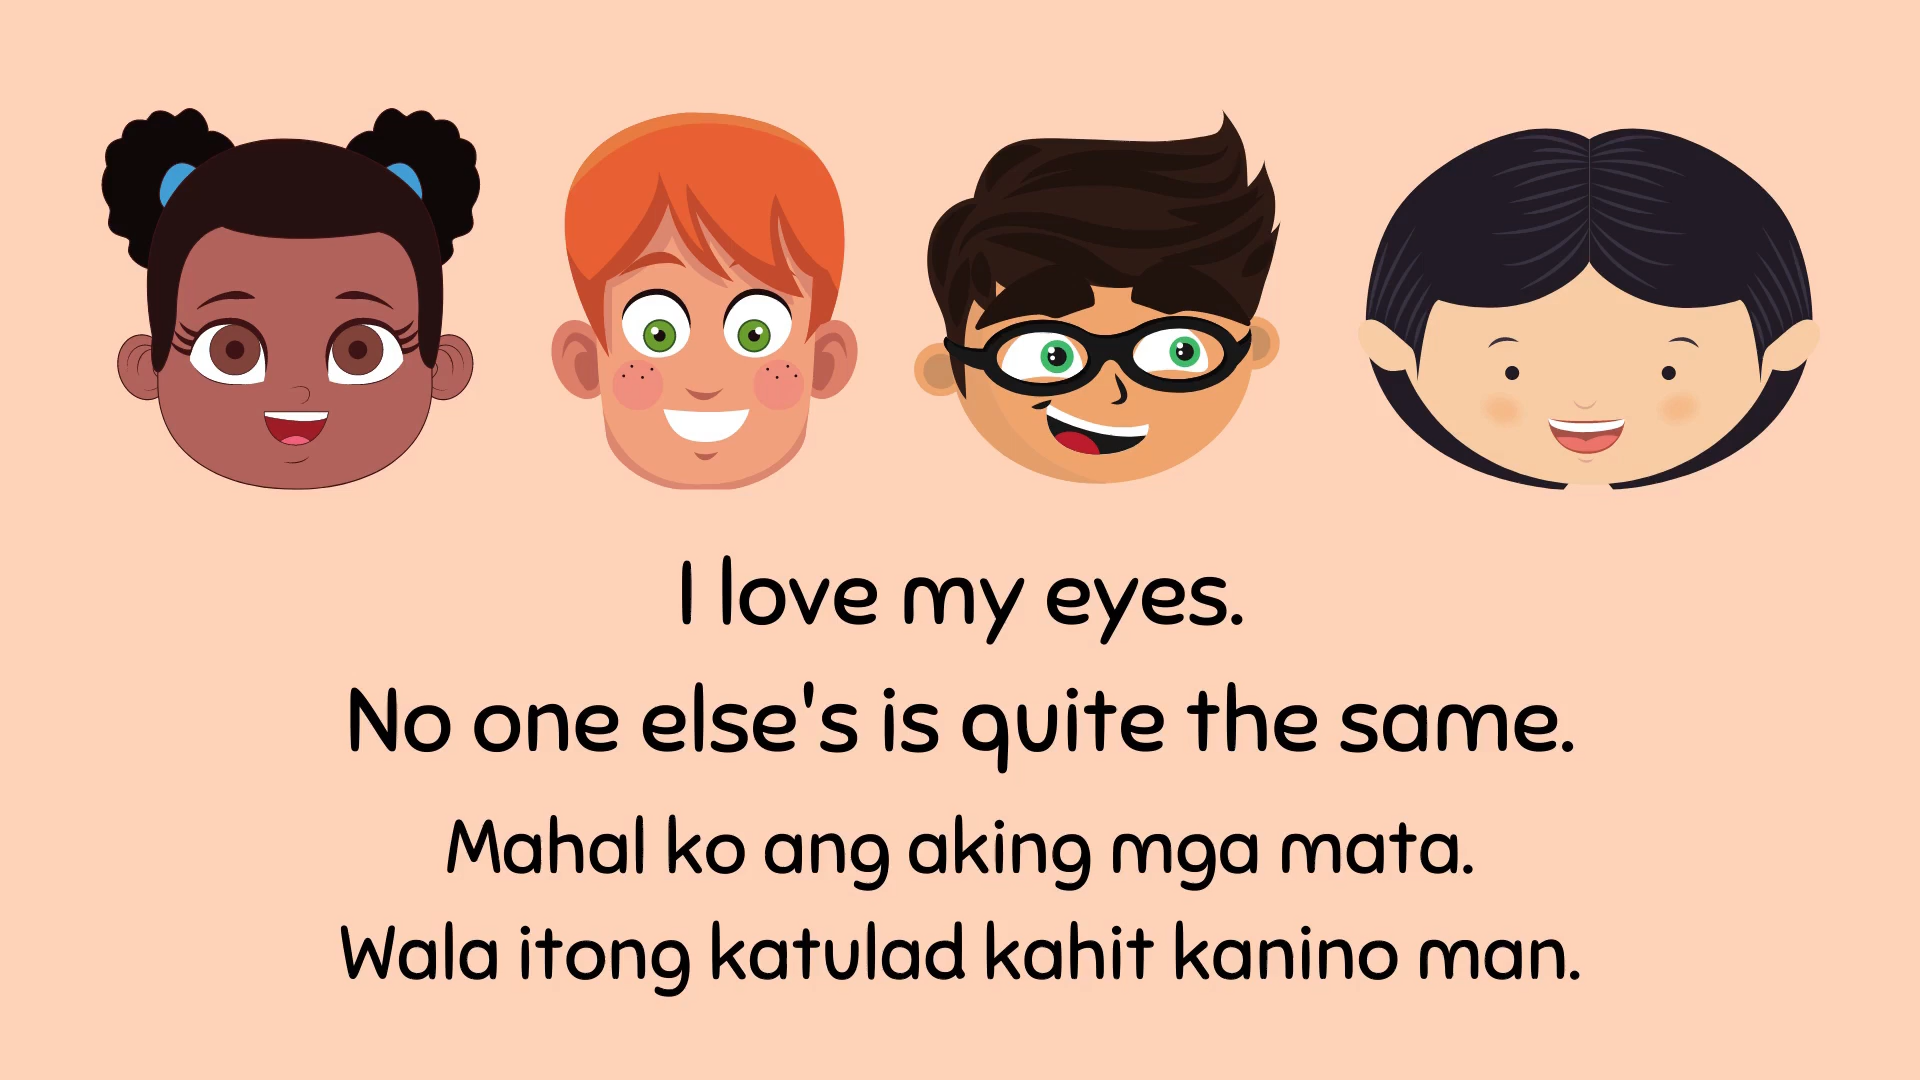 I love my eyes.
No one else's is quite the same.
Mahal ko ang aking mga mata.
Wala itong katulad kahit kanino man.